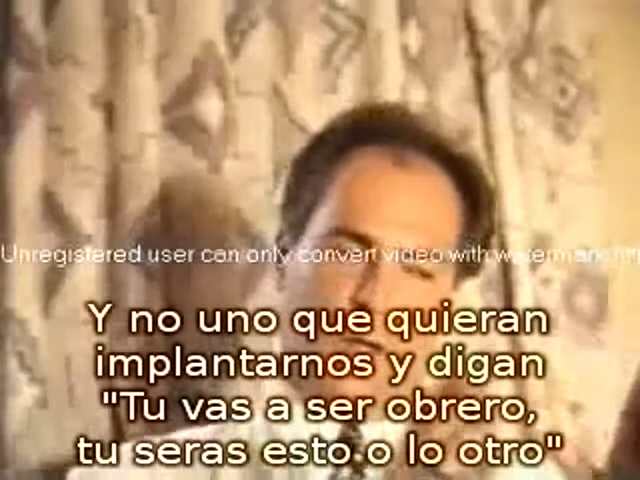 Unregistered user can only convert video with watermark
Y no uno que quieran
implantarnos y digan
"Tu vas a ser obrero,
tu seras esto o lo otro"